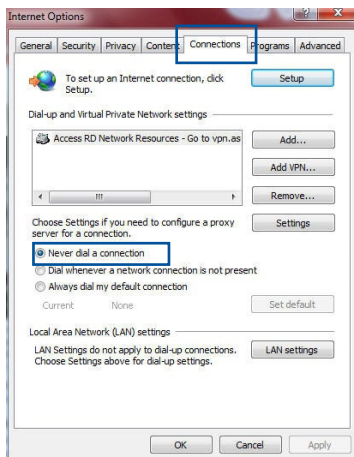 Internet Options
General Security Privacy Content Connections Programs Advanced
To set up an Internet connection, click
Setup.
Setup
Dial-up and Virtual Private Network settings
Access RD Network Resources - Go to vpn.as
Add...
Add VPN...
Remove...
Choose Settings if you need to configure a proxy
server for a connection.
Settings
Never dial a connection
Dial whenever a network connection is not present
Always dial my default connection
Current None
Set default
Local Area Network (LAN) settings
LAN Settings do not apply to dial-up connections.
Choose Settings above for dial-up settings.
LAN settings
OK Cancel Apply